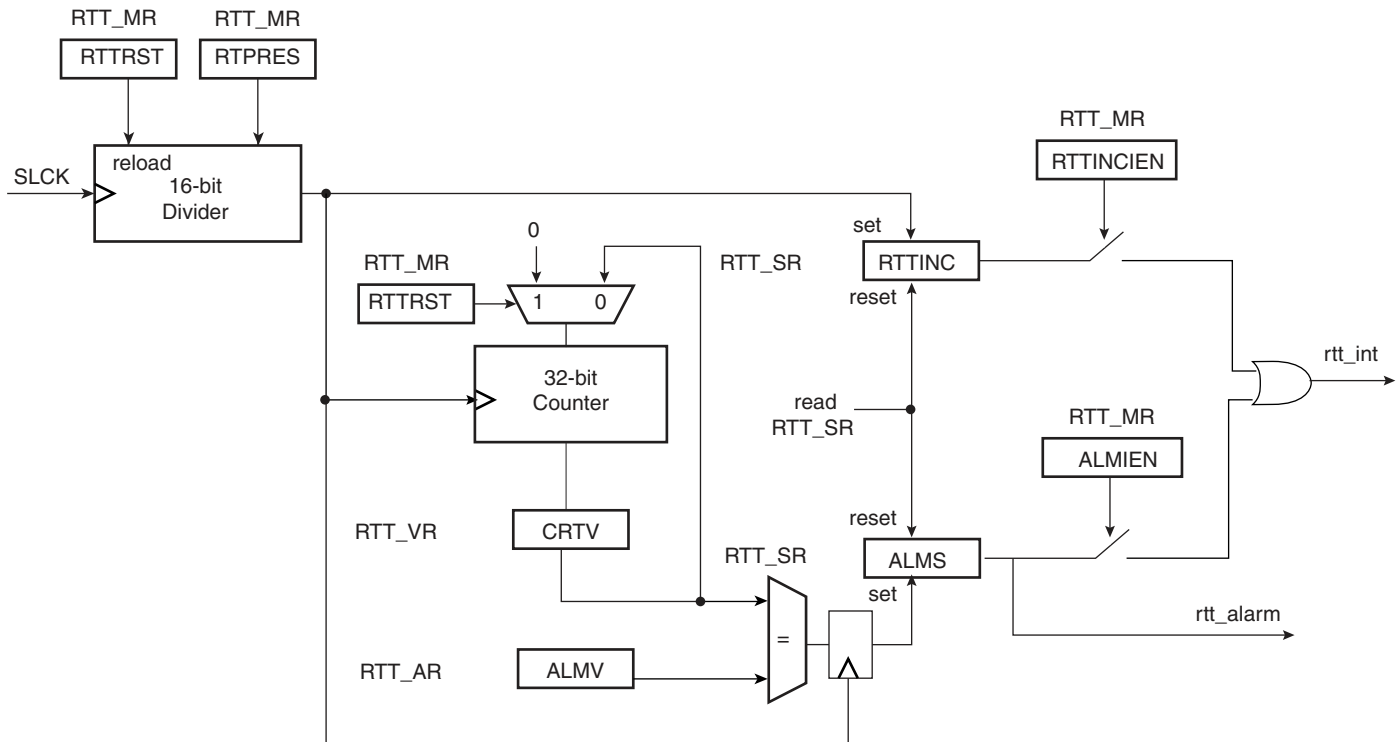 RTT_MR
RTT_MR
RTTRST
RTPRES
reload
16-bit
Divider
SLCK
RTT_MR
RTTINCIEN
0
set
RTT_MR
RTT_SR
RTTINC
RTTRST
1
0
reset
32-bit
Counter
rtt_int
read
RTT_SR
RTT_MR
ALMIEN
reset
RTT_VR
CRTV
RTT_SR
ALMS
set
rtt_alarm
=
RTT_AR
ALMV